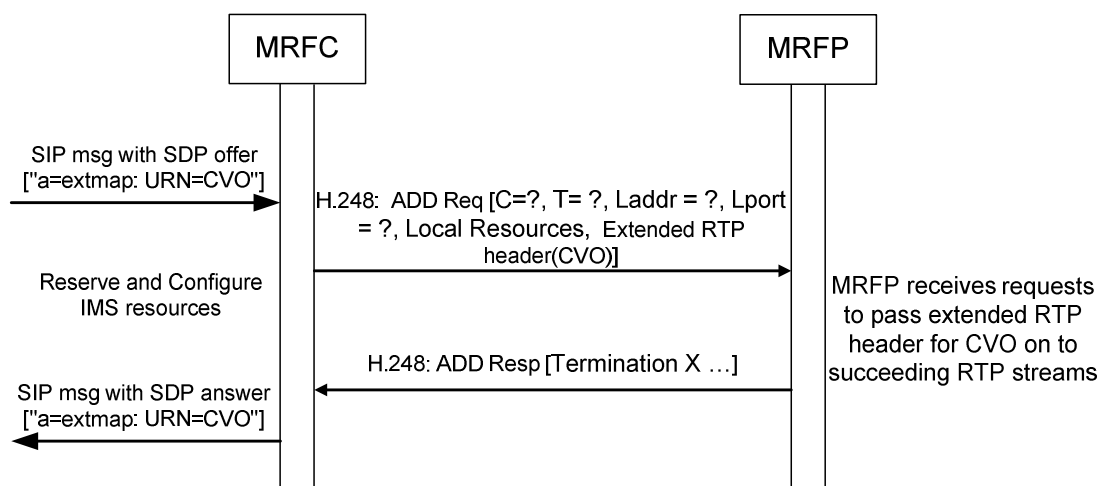 MRFC
MRFP
SIP msg with SDP offer
["a=extmap: URN=CVO"]
H.248:  ADD Req [C=?, T= ?, Laddr = ?, Lport
= ?, Local Resources,  Extended RTP
header(CVO)]
Reserve and Configure
IMS resources
MRFP receives requests
to pass extended RTP
header for CVO on to
succeeding RTP streams
H.248: ADD Resp [Termination X …]
SIP msg with SDP answer
["a=extmap: URN=CVO"]